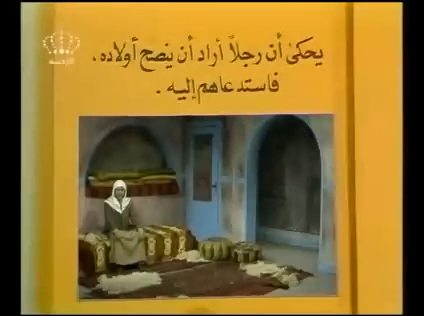 يحكىٰ أن رجلاً أراد أن ينصح أولاده،
فاستدعاهم إليه.